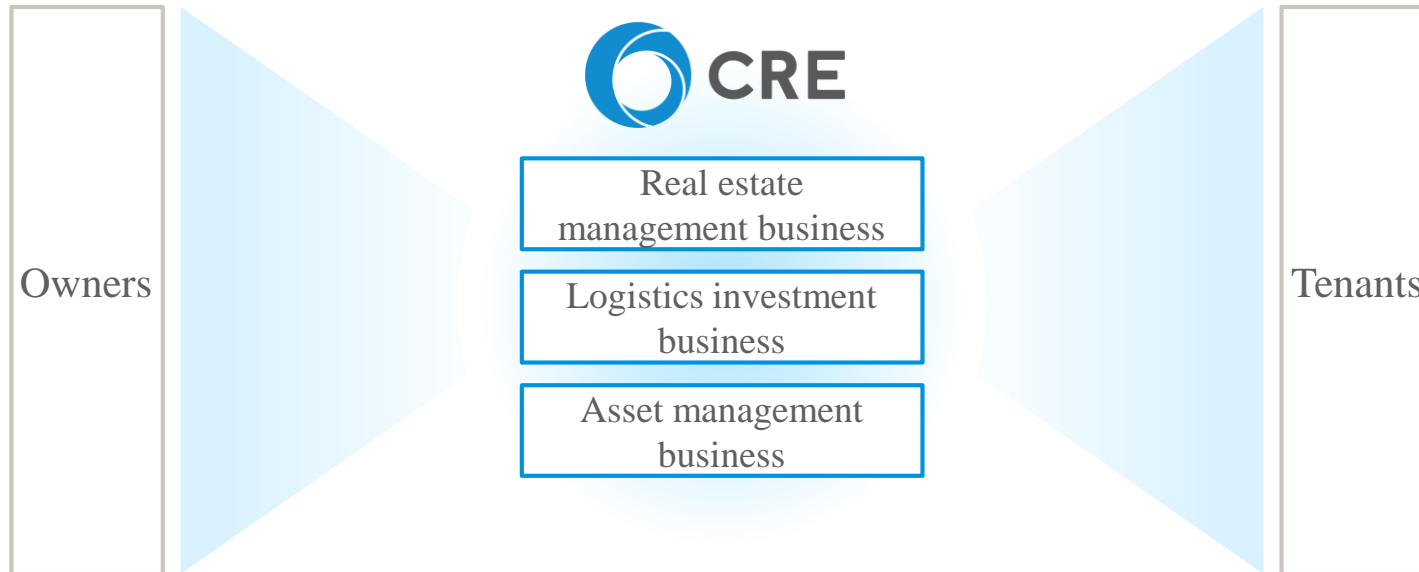 CRE
Real estate
management business
Owners
Logistics investment
business
Tenants
Asset management
business